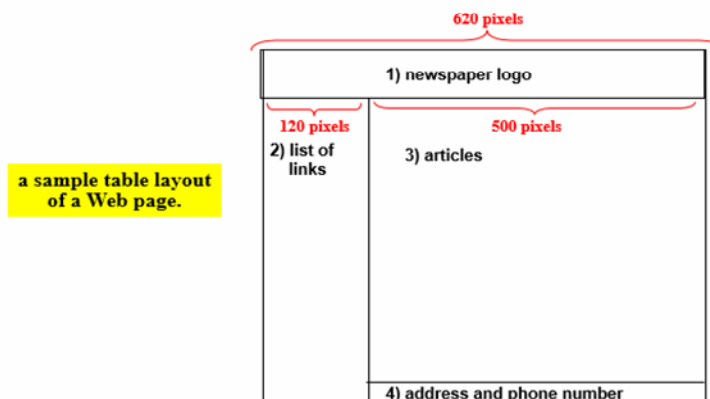 620 pixels
1) newspaper logo
120 pixels
500 pixels
2) list of
links
3) articles
a sample table layout
of a Web page.
4) address and phone number